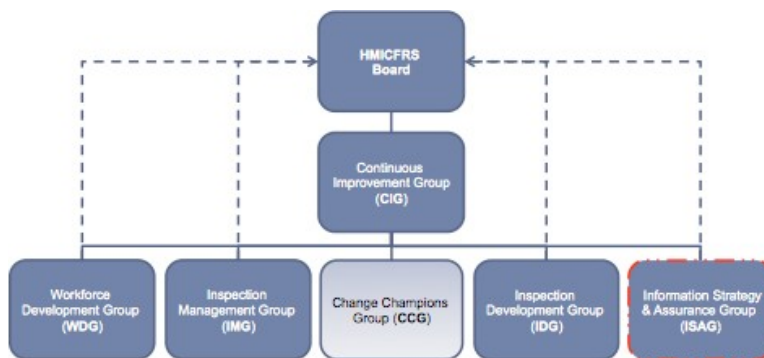 HMICFRS
Board
Continuous
Improvement Group
(CIG)
Workforce
Development Group
(WDG)
Inspection
Management Group
(IMG)
Change Champions
Group (CCG)
Inspection
Development Group
(IDG)
Information Strategy
& Assurance Group
(ISAG)